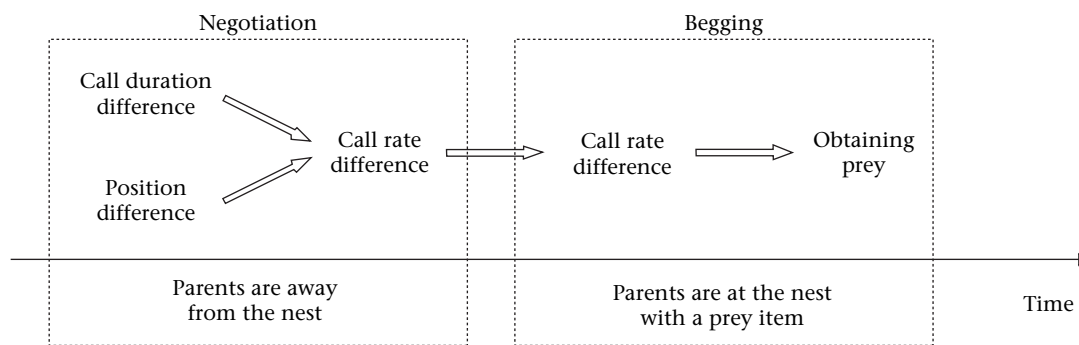 Negotiation
Begging
Call duration
difference
Position
difference
Call rate
difference
Call rate
difference
Obtaining
prey
Parents are away
from the nest
Parents are at the nest
with a prey item
Time